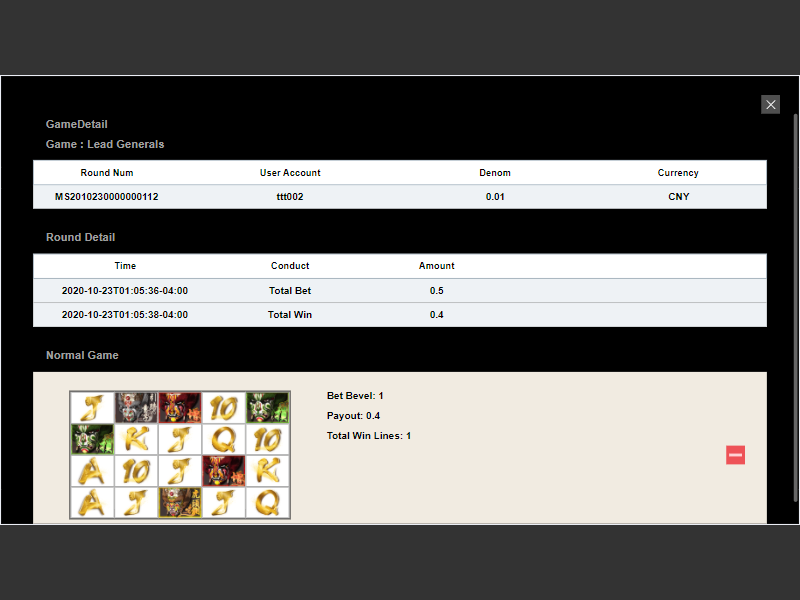 GameDetail
Game : Lead Generals
Round Num User Account Denom Currency
MS2010230000000112 ttt002 0.01 CNY
Round Detail
Time Conduct Amount
2020-10-23T01:05:36-04:00 Total Bet 0.5
2020-10-23T01:05:38-04:00 Total Win 0.4
Normal Game
Bet Bevel: 1
Payout: 0.4
Total Win Lines: 1
J 10
K J Q 10
A 10 J K
A J J Q